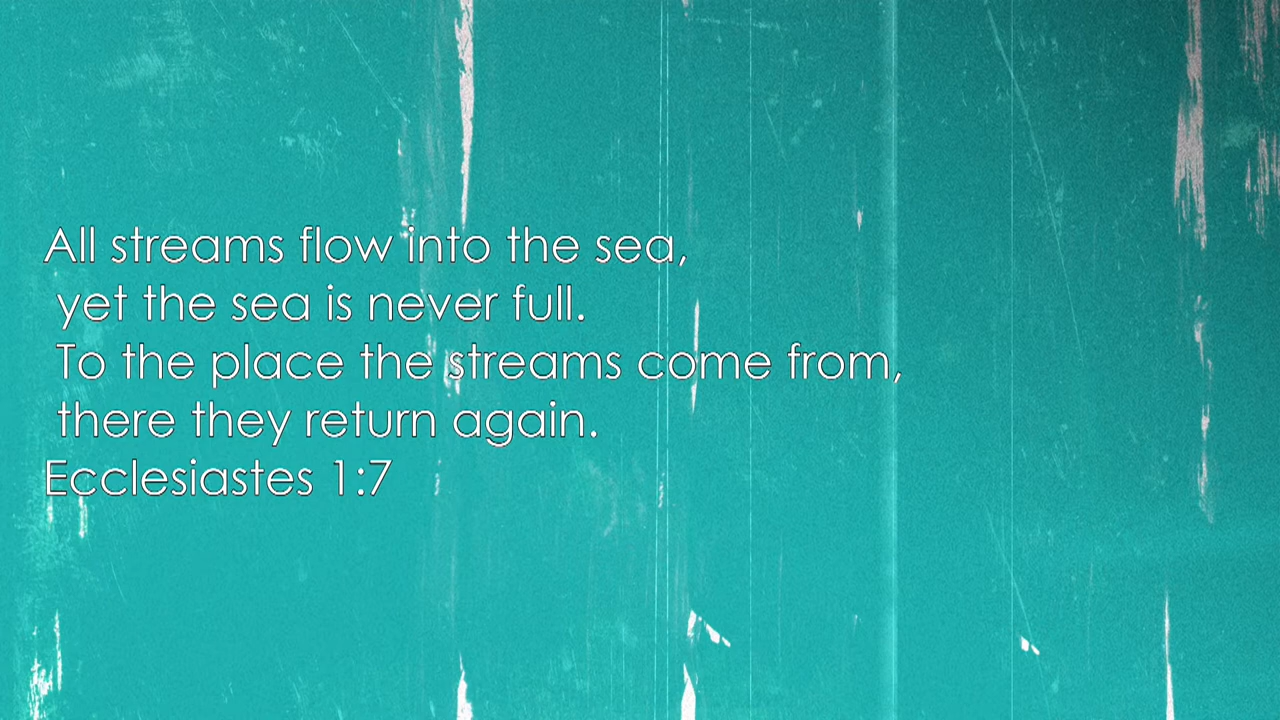 All streams flow into the sea,
yet the sea is never full.
To the place the streams come from,
there they return again.
Ecclesiastes 1:7